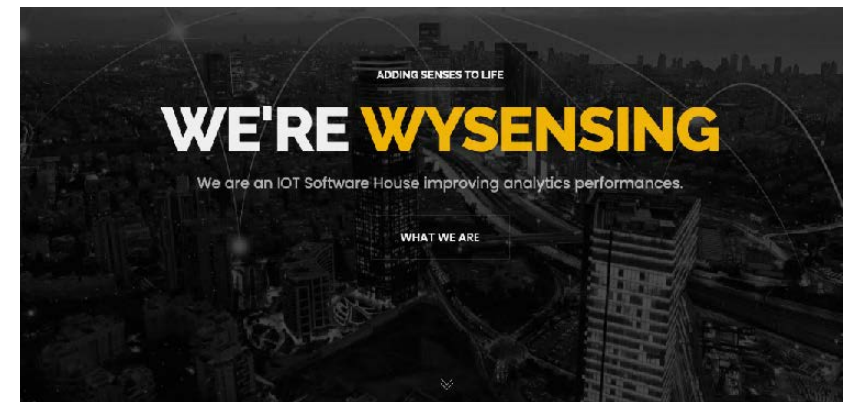 ADDING SENSES TO LIFE
WE'RE WYSENSING
We are an IOT Software House improving analytics performances.
WHAT WE ARE